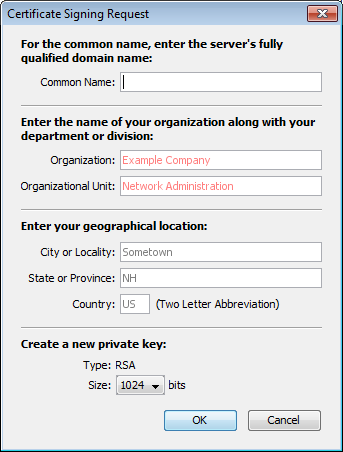 Certificate Signing Request
For the common name, enter the server's fully
qualified domain name:
Common Name:
Enter the name of your organization along with your
department or division:
Organization: Example Company
Organizational Unit: Network Administration
Enter your geographical location:
City or Locality: Sometown
State or Province: NH
Country: US (Two Letter Abbreviation)
Create a new private key:
Type: RSA
Size: 1024 bits
OK Cancel